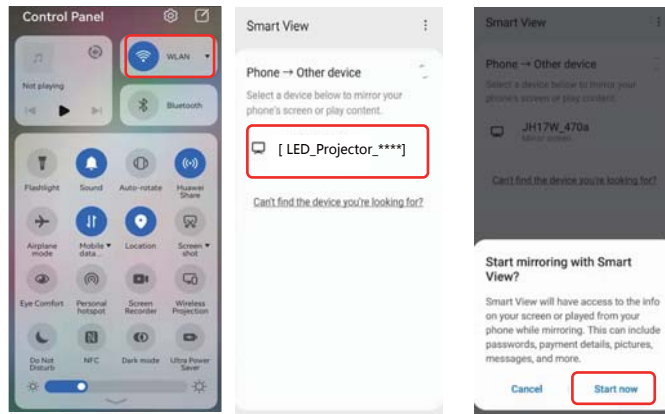 Control Panel
WLAN
Not playing
Bluetooth
Flashlight
Sound
Auto-rotate
Huawei
Share
Airplane
mode
Mobile
data...
Location
Screen
shot
Eye Comfort
Personal
hotspot
Screen
Recorder
Wireless
Projection
Do Not
Disturb
NFC
Dark mode
Ultra Power
Saver
Smart View
Phone → Other device
Select a device below to mirror your
phone's screen or play content.
[ LED_Projector_****]
Can't find the device you're looking for?
Smart View
Phone → Other device
Select a device below to mirror your
phone's screen or play content.
JH17W_470a
Mirror screen
Can't find the device you're looking for?
Start mirroring with Smart
View?
Smart View will have access to the info
on your screen or played from your
phone while mirroring. This can include
passwords, payment details, pictures,
messages, and more.
Cancel
Start now